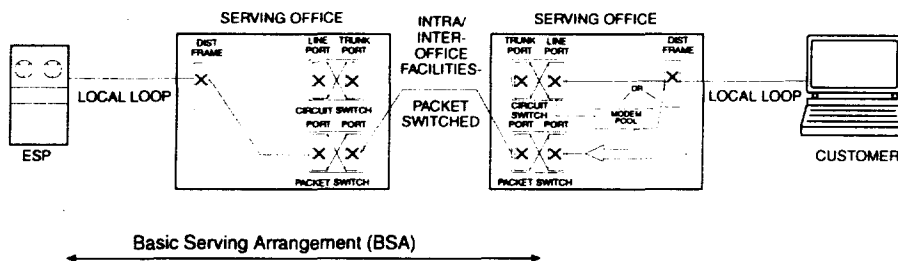 SERVING OFFICE
INTRA/
INTER-
OFFICE
FACILITIES-
PACKET
SWITCHED
SERVING OFFICE
DIST
FRAME
LINE
PORT
TRUNK
PORT
TRUNK
PORT
LINE
PORT
DIST
FRAME
LOCAL LOOP
CIRCUIT SWITCH
PORT PORT
PACKET SWITCH
CIRCUIT
SWITCH
PORT PORT
PACKET SWITCH
OR
MODEM
POOL
LOCAL LOOP
ESP
CUSTOMER
Basic Serving Arrangement (BSA)